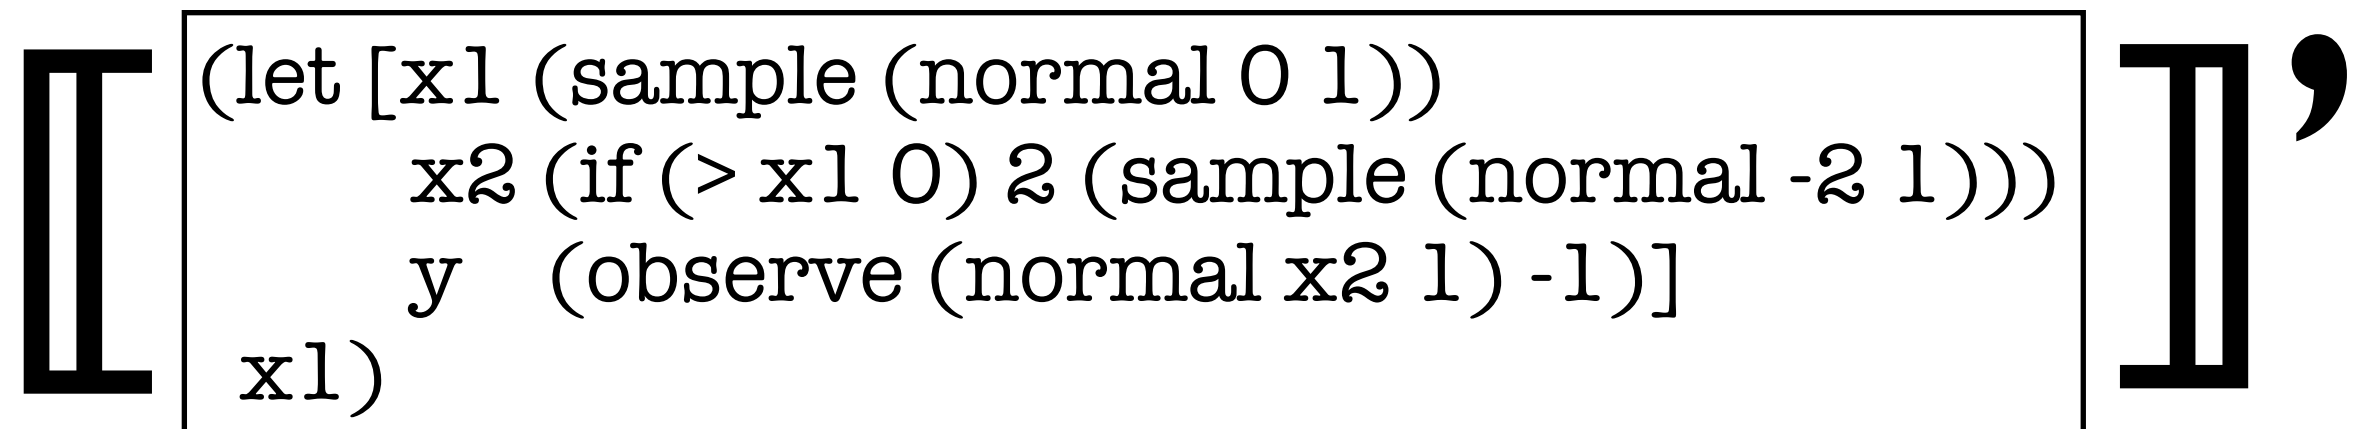 ⟦(let [x1 (sample (normal 0 1))
x2 (if (> x1 0) 2 (sample (normal -2 1)))
y (observe (normal x2 1) -1)]
x1)⟧,